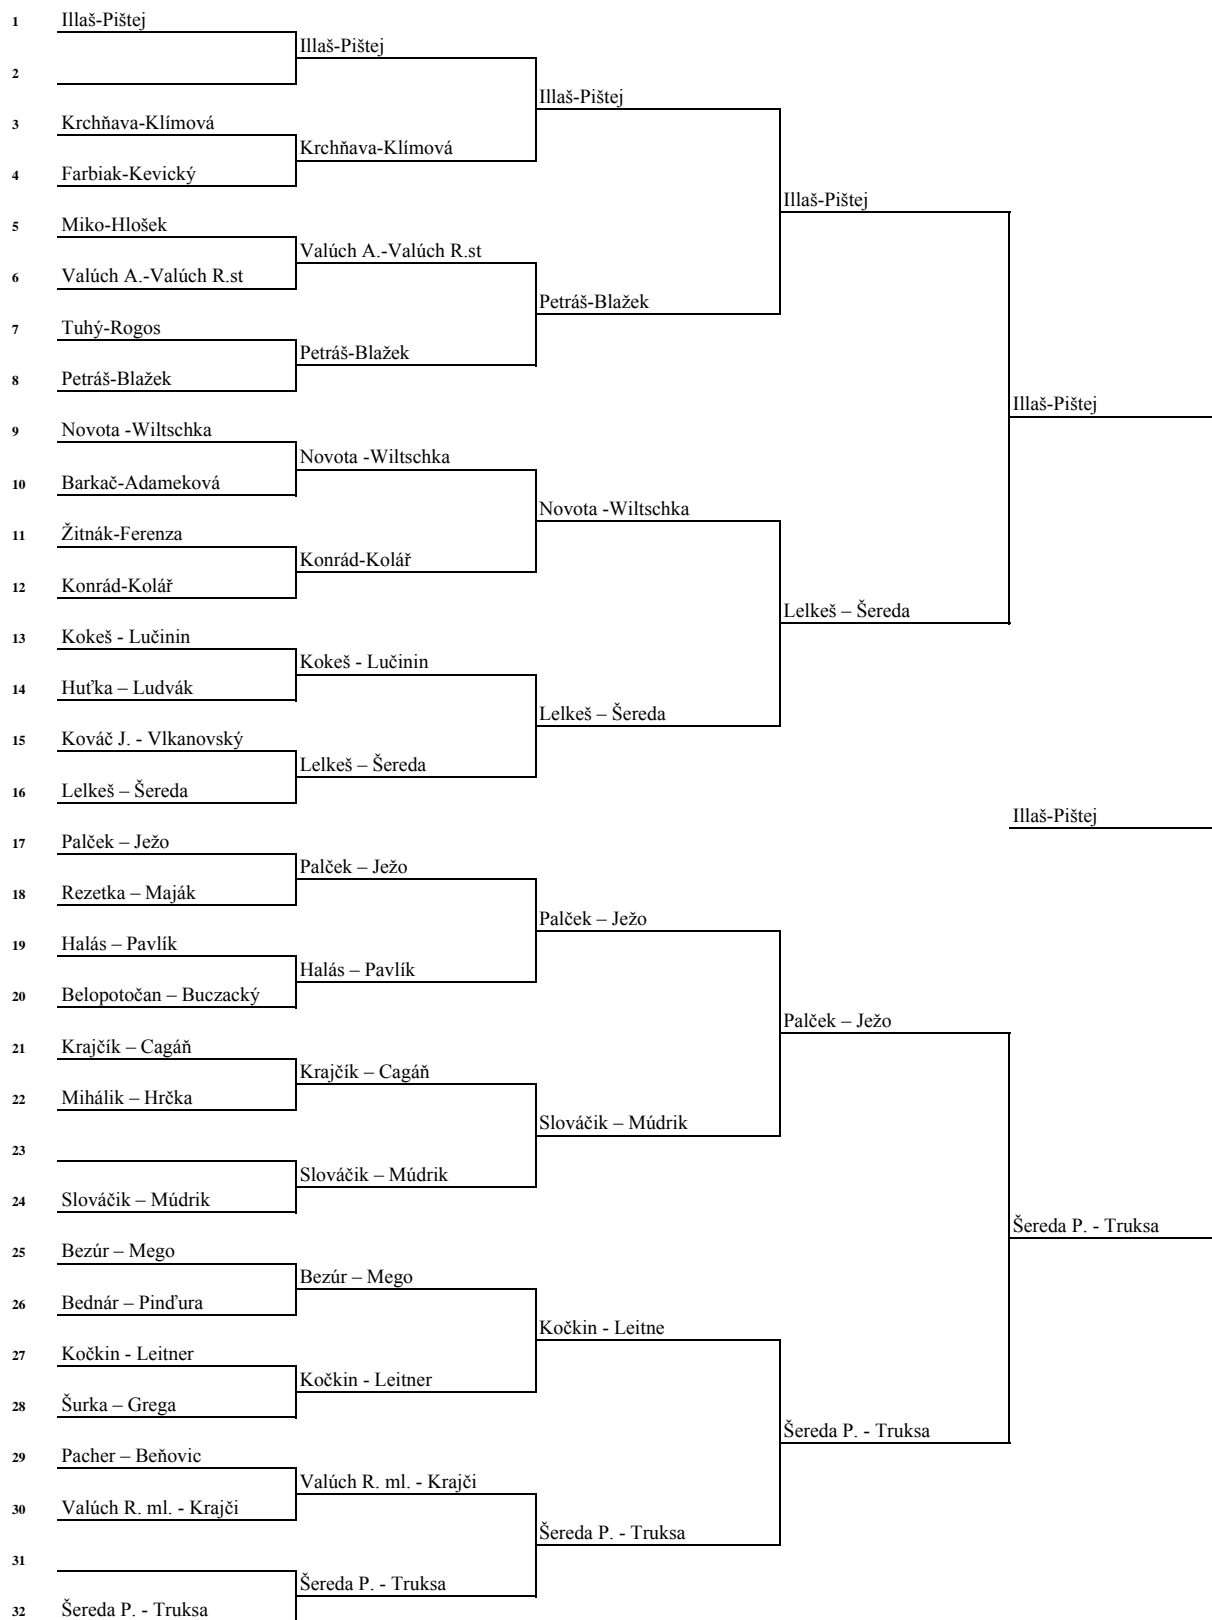 1 Illaš-Pištej
Illaš-Pištej
2
Illaš-Pištej
3 Krchňava-Klímová
Krchňava-Klímová
4 Farbiak-Kevický
Illaš-Pištej
5 Miko-Hlošek
Valúch A.-Valúch R.st
6 Valúch A.-Valúch R.st
Petráš-Blažek
7 Tuhý-Rogos
Petráš-Blažek
8 Petráš-Blažek
Illaš-Pištej
9 Novota -Wiltschka
Novota -Wiltschka
10 Barkač-Adameková
Novota -Wiltschka
11 Žitnák-Ferenza
Konrád-Kolář
12 Konrád-Kolář
Lelkeš – Šereda
13 Kokeš - Lučinin
Kokeš - Lučinin
14 Huťka – Ludvák
Lelkeš – Šereda
15 Kováč J. - Vlkanovský
Lelkeš – Šereda
16 Lelkeš – Šereda
Illaš-Pištej
17 Palček – Ježo
Palček – Ježo
18 Rezetka – Maják
Palček – Ježo
19 Halás – Pavlík
Halás – Pavlík
20 Belopotočan – Buczacký
Palček – Ježo
21 Krajčík – Cagáň
Krajčík – Cagáň
22 Mihálik – Hrčka
Slováčik – Múdrik
23
Slováčik – Múdrik
24 Slováčik – Múdrik
Šereda P. - Truksa
25 Bezúr – Mego
Bezúr – Mego
26 Bednár – Pinďura
Kočkin - Leitne
27 Kočkin - Leitner
Kočkin - Leitner
28 Šurka – Grega
Šereda P. - Truksa
29 Pacher – Beňovic
Valúch R. ml. - Krajči
30 Valúch R. ml. - Krajči
Šereda P. - Truksa
31
Šereda P. - Truksa
32 Šereda P. - Truksa